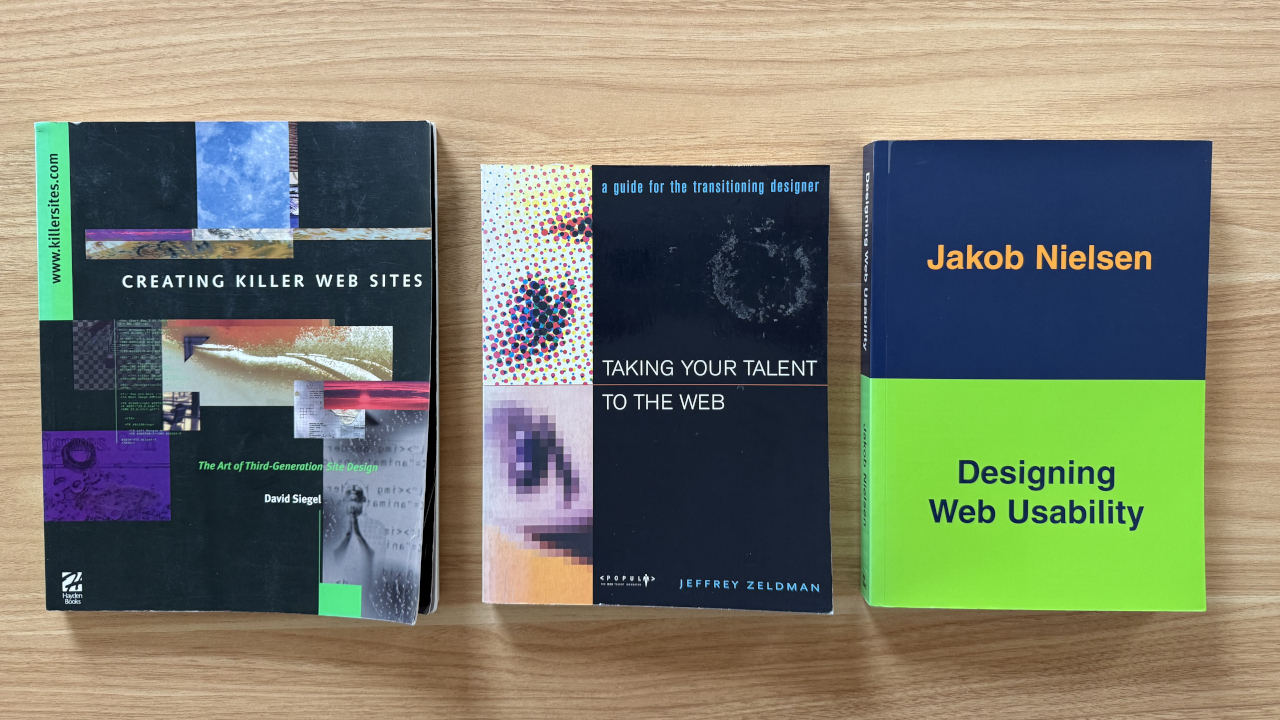 www.killersites.com
CREATING KILLER WEB SITES
The Art of Third-Generation Site Design
David Siegel
Hayden
Books
a guide for the transitioning designer
TAKING YOUR TALENT
TO THE WEB
<POPUL >
JEFFREY ZELDMAN
Designing Web Usability
Jakob Nielsen
Jakob Nielsen
Designing
Web Usability